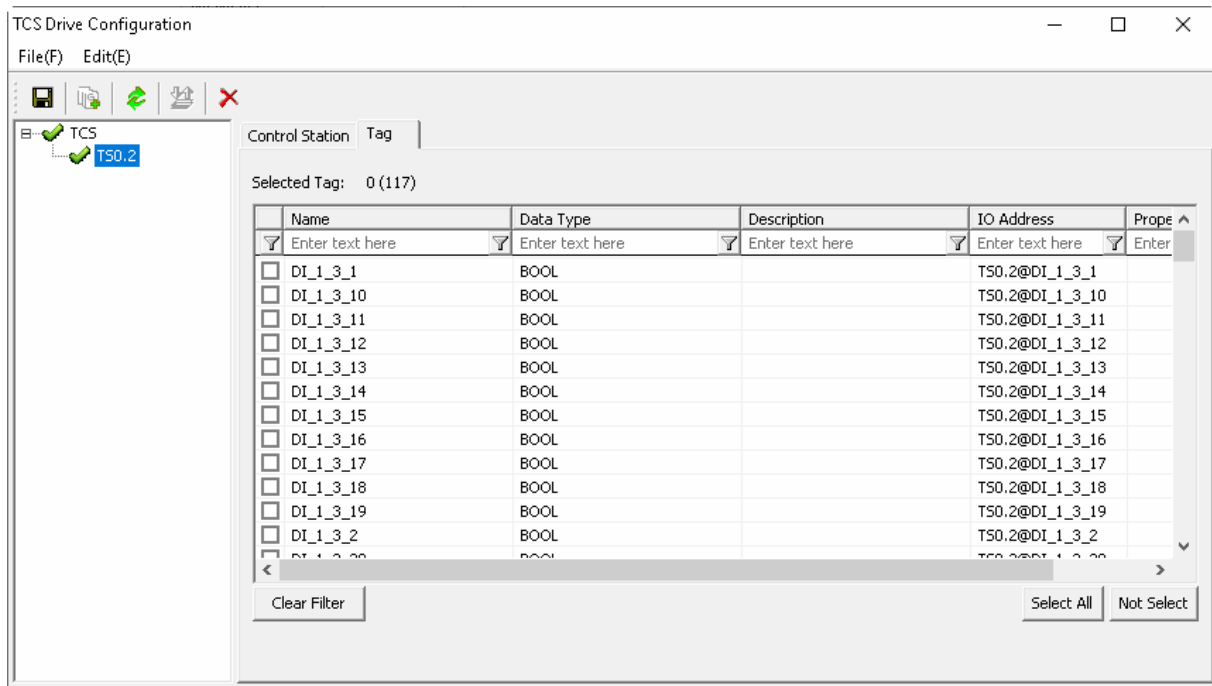 TCS Drive Configuration
File(F) Edit(E)
TCS
TS0.2
Control Station Tag
Selected Tag: 0 (117)
Name Data Type Description IO Address Prope
Enter text here Enter text here Enter text here Enter text here Enter
DI_1_3_1 BOOL TS0.2@DI_1_3_1
DI_1_3_10 BOOL TS0.2@DI_1_3_10
DI_1_3_11 BOOL TS0.2@DI_1_3_11
DI_1_3_12 BOOL TS0.2@DI_1_3_12
DI_1_3_13 BOOL TS0.2@DI_1_3_13
DI_1_3_14 BOOL TS0.2@DI_1_3_14
DI_1_3_15 BOOL TS0.2@DI_1_3_15
DI_1_3_16 BOOL TS0.2@DI_1_3_16
DI_1_3_17 BOOL TS0.2@DI_1_3_17
DI_1_3_18 BOOL TS0.2@DI_1_3_18
DI_1_3_19 BOOL TS0.2@DI_1_3_19
DI_1_3_2 BOOL TS0.2@DI_1_3_2
Clear Filter Select All Not Select